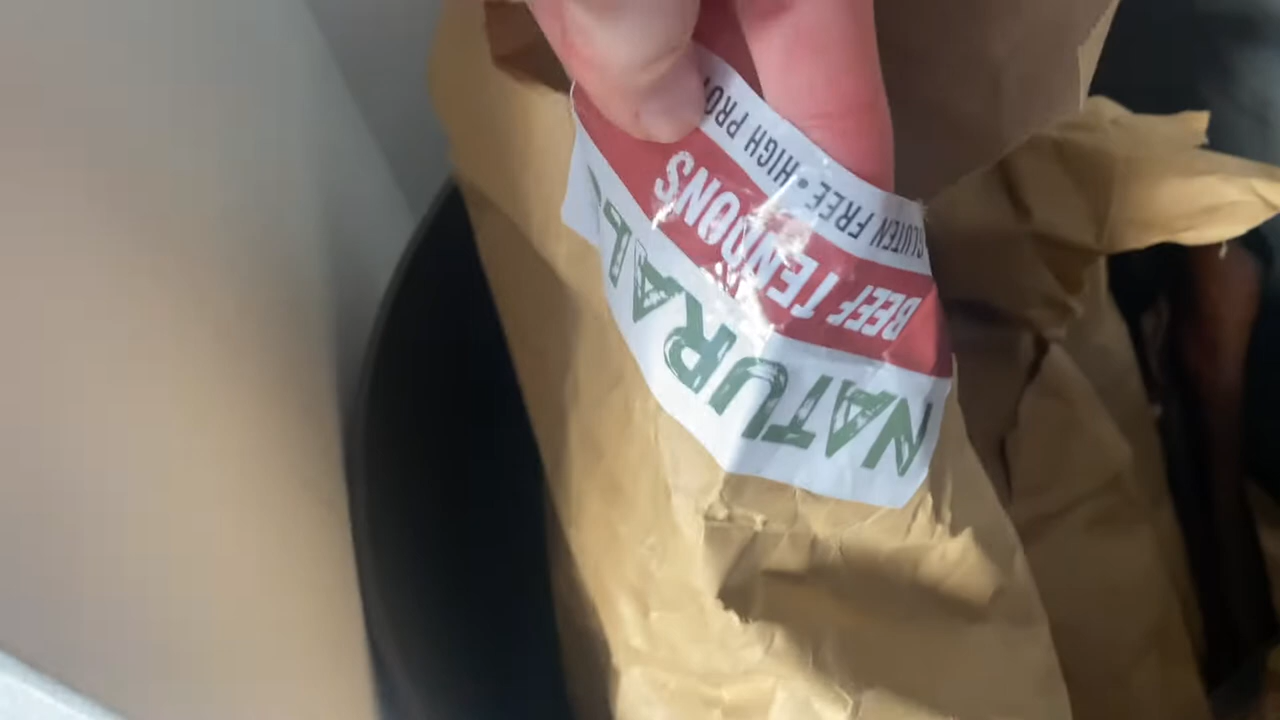 NATURAL
BEEF TENDONS
GLUTEN FREE • HIGH PRO